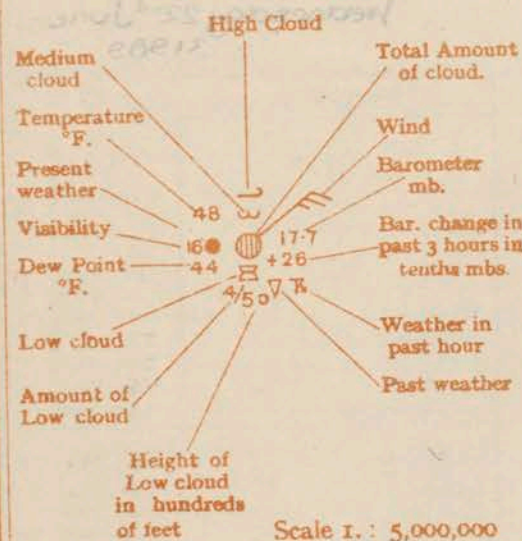 High Cloud
Medium
cloud
Total Amount
of cloud.
Temperature
°F.
Wind
Present
weather
Barometer
mb.
48
Visibility
16
17.7
Bar. change in
past 3 hours in
tenths mbs.
Dew Point
°F.
44
+26
4/50
Low cloud
Weather in
past hour
Amount of
Low cloud
Past weather
Height of
Low cloud
in hundreds
of feet
Scale 1. : 5,000,000